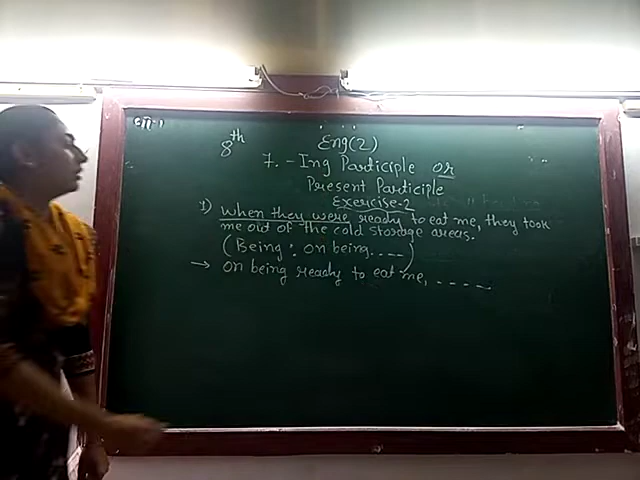 8th Eng(2)
7. -Ing Participle OR
Present Participle
Exercise-2
1) When they were ready to eat me, they took
me out of the cold storage areas.
(Being : on being....)
→ On being ready to eat me, -----